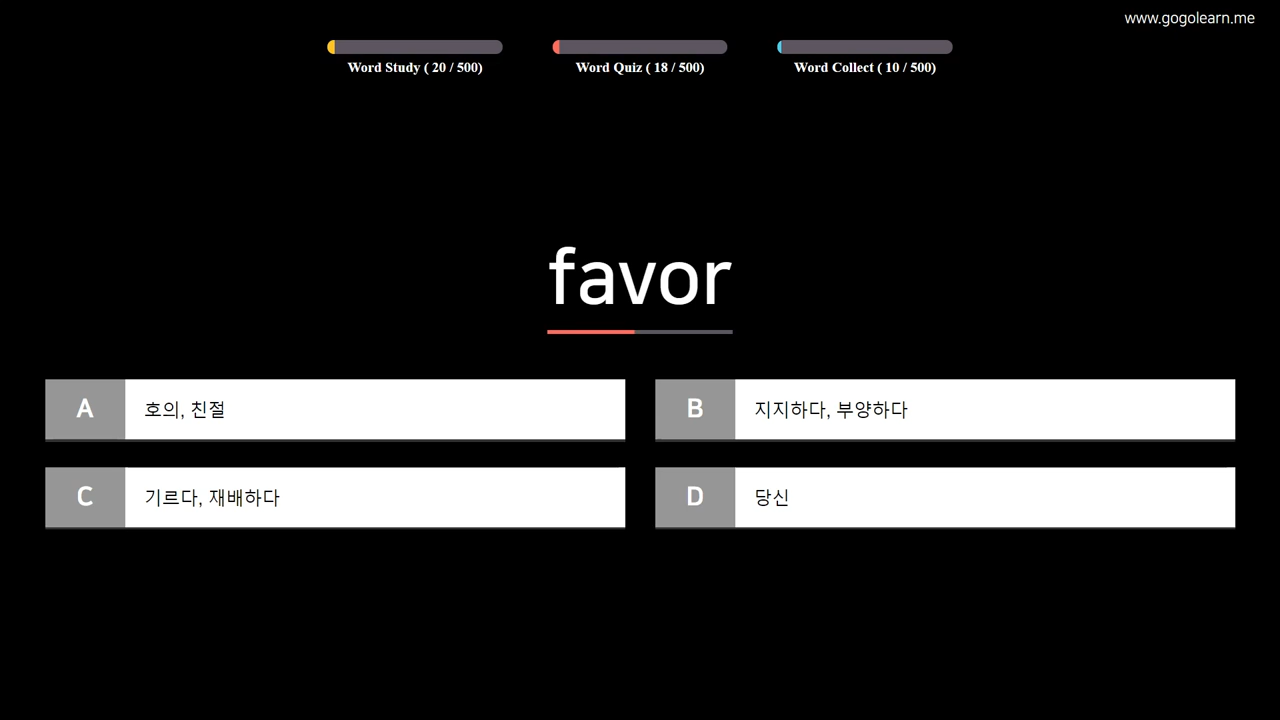 www.gogolearn.me
Word Study ( 20 / 500)
Word Quiz ( 18 / 500)
Word Collect ( 10 / 500)
favor
A 호의, 친절
B 지지하다, 부양하다
C 기르다, 재배하다
D 당신